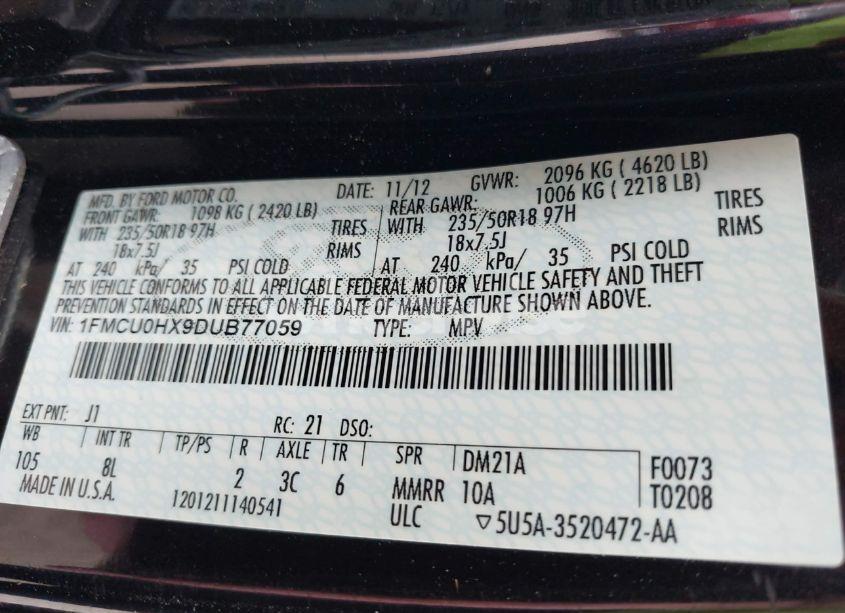 MFD. BY FORD MOTOR CO. DATE: 11/12 GVWR: 2096 KG ( 4620 LB)
FRONT GAWR: 1098 KG ( 2420 LB) REAR GAWR: 1006 KG ( 2218 LB)
WITH 235/50R18 97H TIRES WITH 235/50R18 97H TIRES
18x7.5J RIMS 18x7.5J RIMS
AT 240 kPa/ 35 PSI COLD AT 240 kPa/ 35 PSI COLD
THIS VEHICLE CONFORMS TO ALL APPLICABLE FEDERAL MOTOR VEHICLE SAFETY AND THEFT
PREVENTION STANDARDS IN EFFECT ON THE DATE OF MANUFACTURE SHOWN ABOVE.
VIN: 1FMCU0HX9DUB77059 TYPE: MPV
EXT PNT: J1 RC: 21 DSO:
WB INT TR TP/PS R AXLE TR SPR DM21A F0073
105 8L 2 3C 6 MMRR 10A T0208
MADE IN U.S.A. 1201211140541 ULC ▽5U5A-3520472-AA